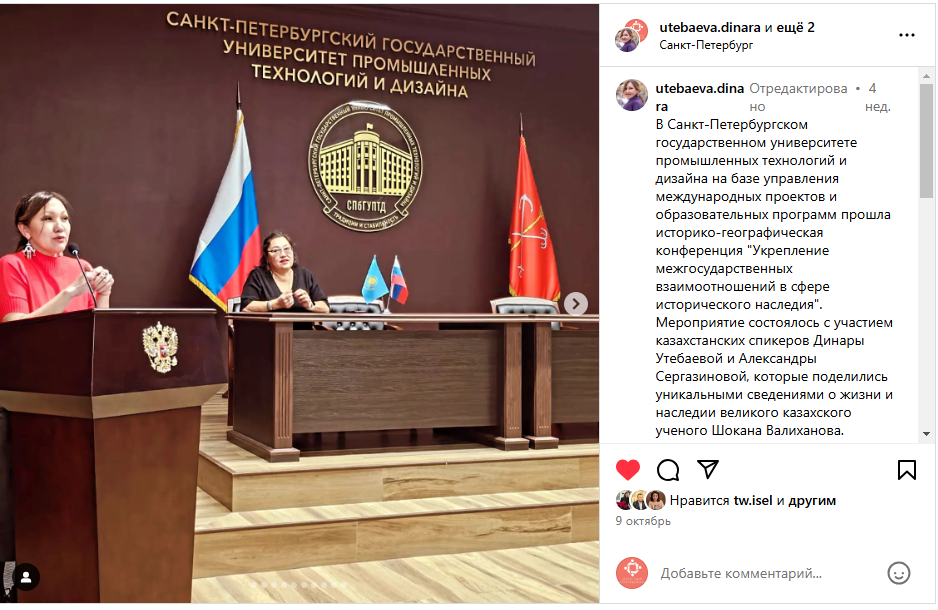 САНКТ-ПЕТЕРБУРГСКИЙ ГОСУДАРСТВЕННЫЙ
УНИВЕРСИТЕТ ПРОМЫШЛЕННЫХ
ТЕХНОЛОГИЙ И ДИЗАЙНА
СПбГУПТД
ТРАДИЦИИ И СТАБИЛЬНОСТЬ
utebaeva.dinara и ещё 2
Санкт-Петербург
utebaeva.dina Отредактирова • 4
ra но нед.
В Санкт-Петербургском
государственном университете
промышленных технологий и
дизайна на базе управления
международных проектов и
образовательных программ прошла
историко-географическая
конференция "Укрепление
межгосударственных
взаимоотношений в сфере
исторического наследия".
Мероприятие состоялось с участием
казахстанских спикеров Динары
Утебаевой и Александры
Сергазиновой, которые поделились
уникальными сведениями о жизни и
наследии великого казахского
ученого Шокана Валиханова.
Нравится tw.isel и другим
9 октябрь
Добавьте комментарий...